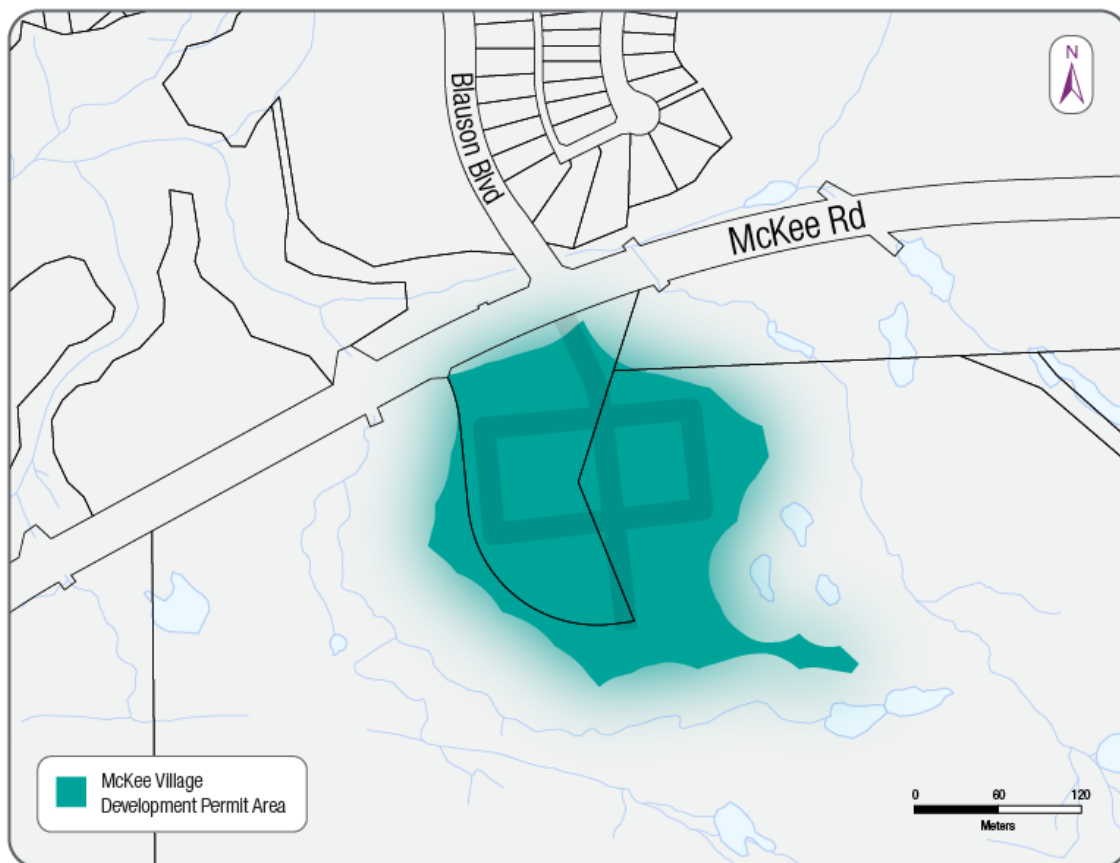 N
Blauson Blvd
McKee Rd
McKee Village
Development Permit Area
0 60 120
Meters